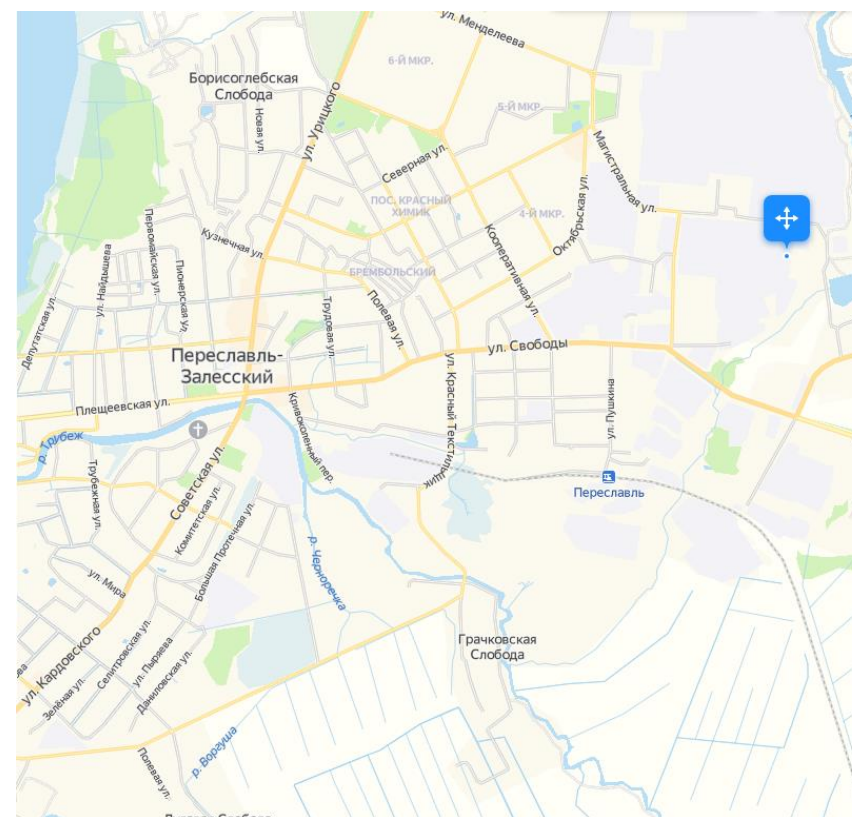 ул. Менделеева
6-Й МКР.
Борисоглебская
Слобода
5-Й МКР.
Новая ул.
ул. Урицкого
Магистральная ул.
Северная ул.
ПОС. КРАСНЫЙ
ХИМИК
4-Й МКР.
Октябрьская ул.
Первомайская ул.
Кузнечная ул.
Кооперативная ул.
ул. Найдышева
Пионерская ул.
БРЕМБОЛЬСКИЙ
Депутатская ул.
Трудовая ул.
Полевая ул.
ул. Свободы
Переславль-
Залесский
ул. Красный Текстильщик
ул. Пушкина
Плещеевская ул.
Кривоколенный пер.
р. Трубеж
Трубежная ул.
Советская ул.
Переславль
Комитетская ул.
Большая Протечная ул.
р. Черноречка
ул. Мира
Грачковская
Слобода
ул. Кардовского
Селитровская ул.
ул. Пыряева
Зелёная ул.
Даниловская ул.
р. Воргуша
Полевая ул.